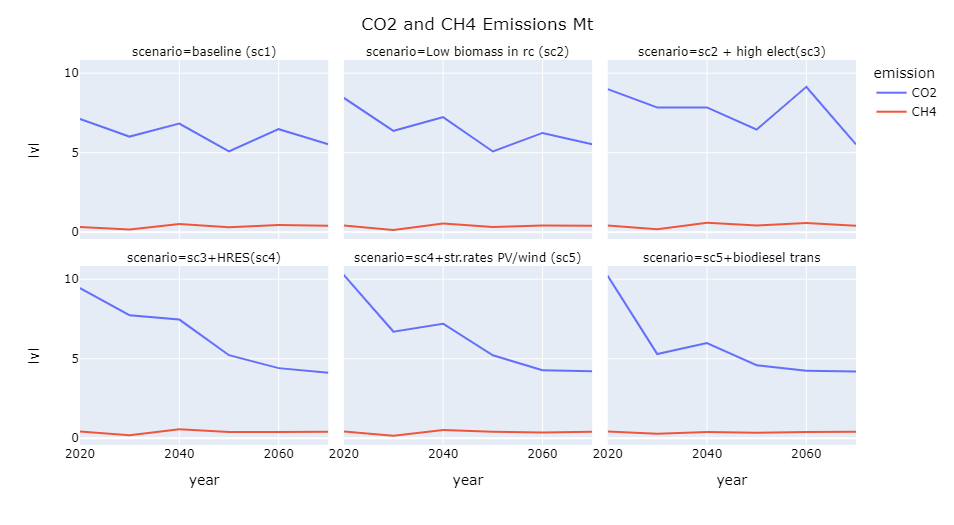 CO2 and CH4 Emissions Mt
scenario=baseline (sc1)
scenario=Low biomass in rc (sc2)
scenario=sc2 + high elect(sc3)
emission
CO2
CH4
10
5
0
lvl
scenario=sc3+HRES(sc4)
scenario=sc4+str.rates PV/wind (sc5)
scenario=sc5+biodiesel trans
10
5
0
lvl
2020 2040 2060 2020 2040 2060 2020 2040 2060
year year year